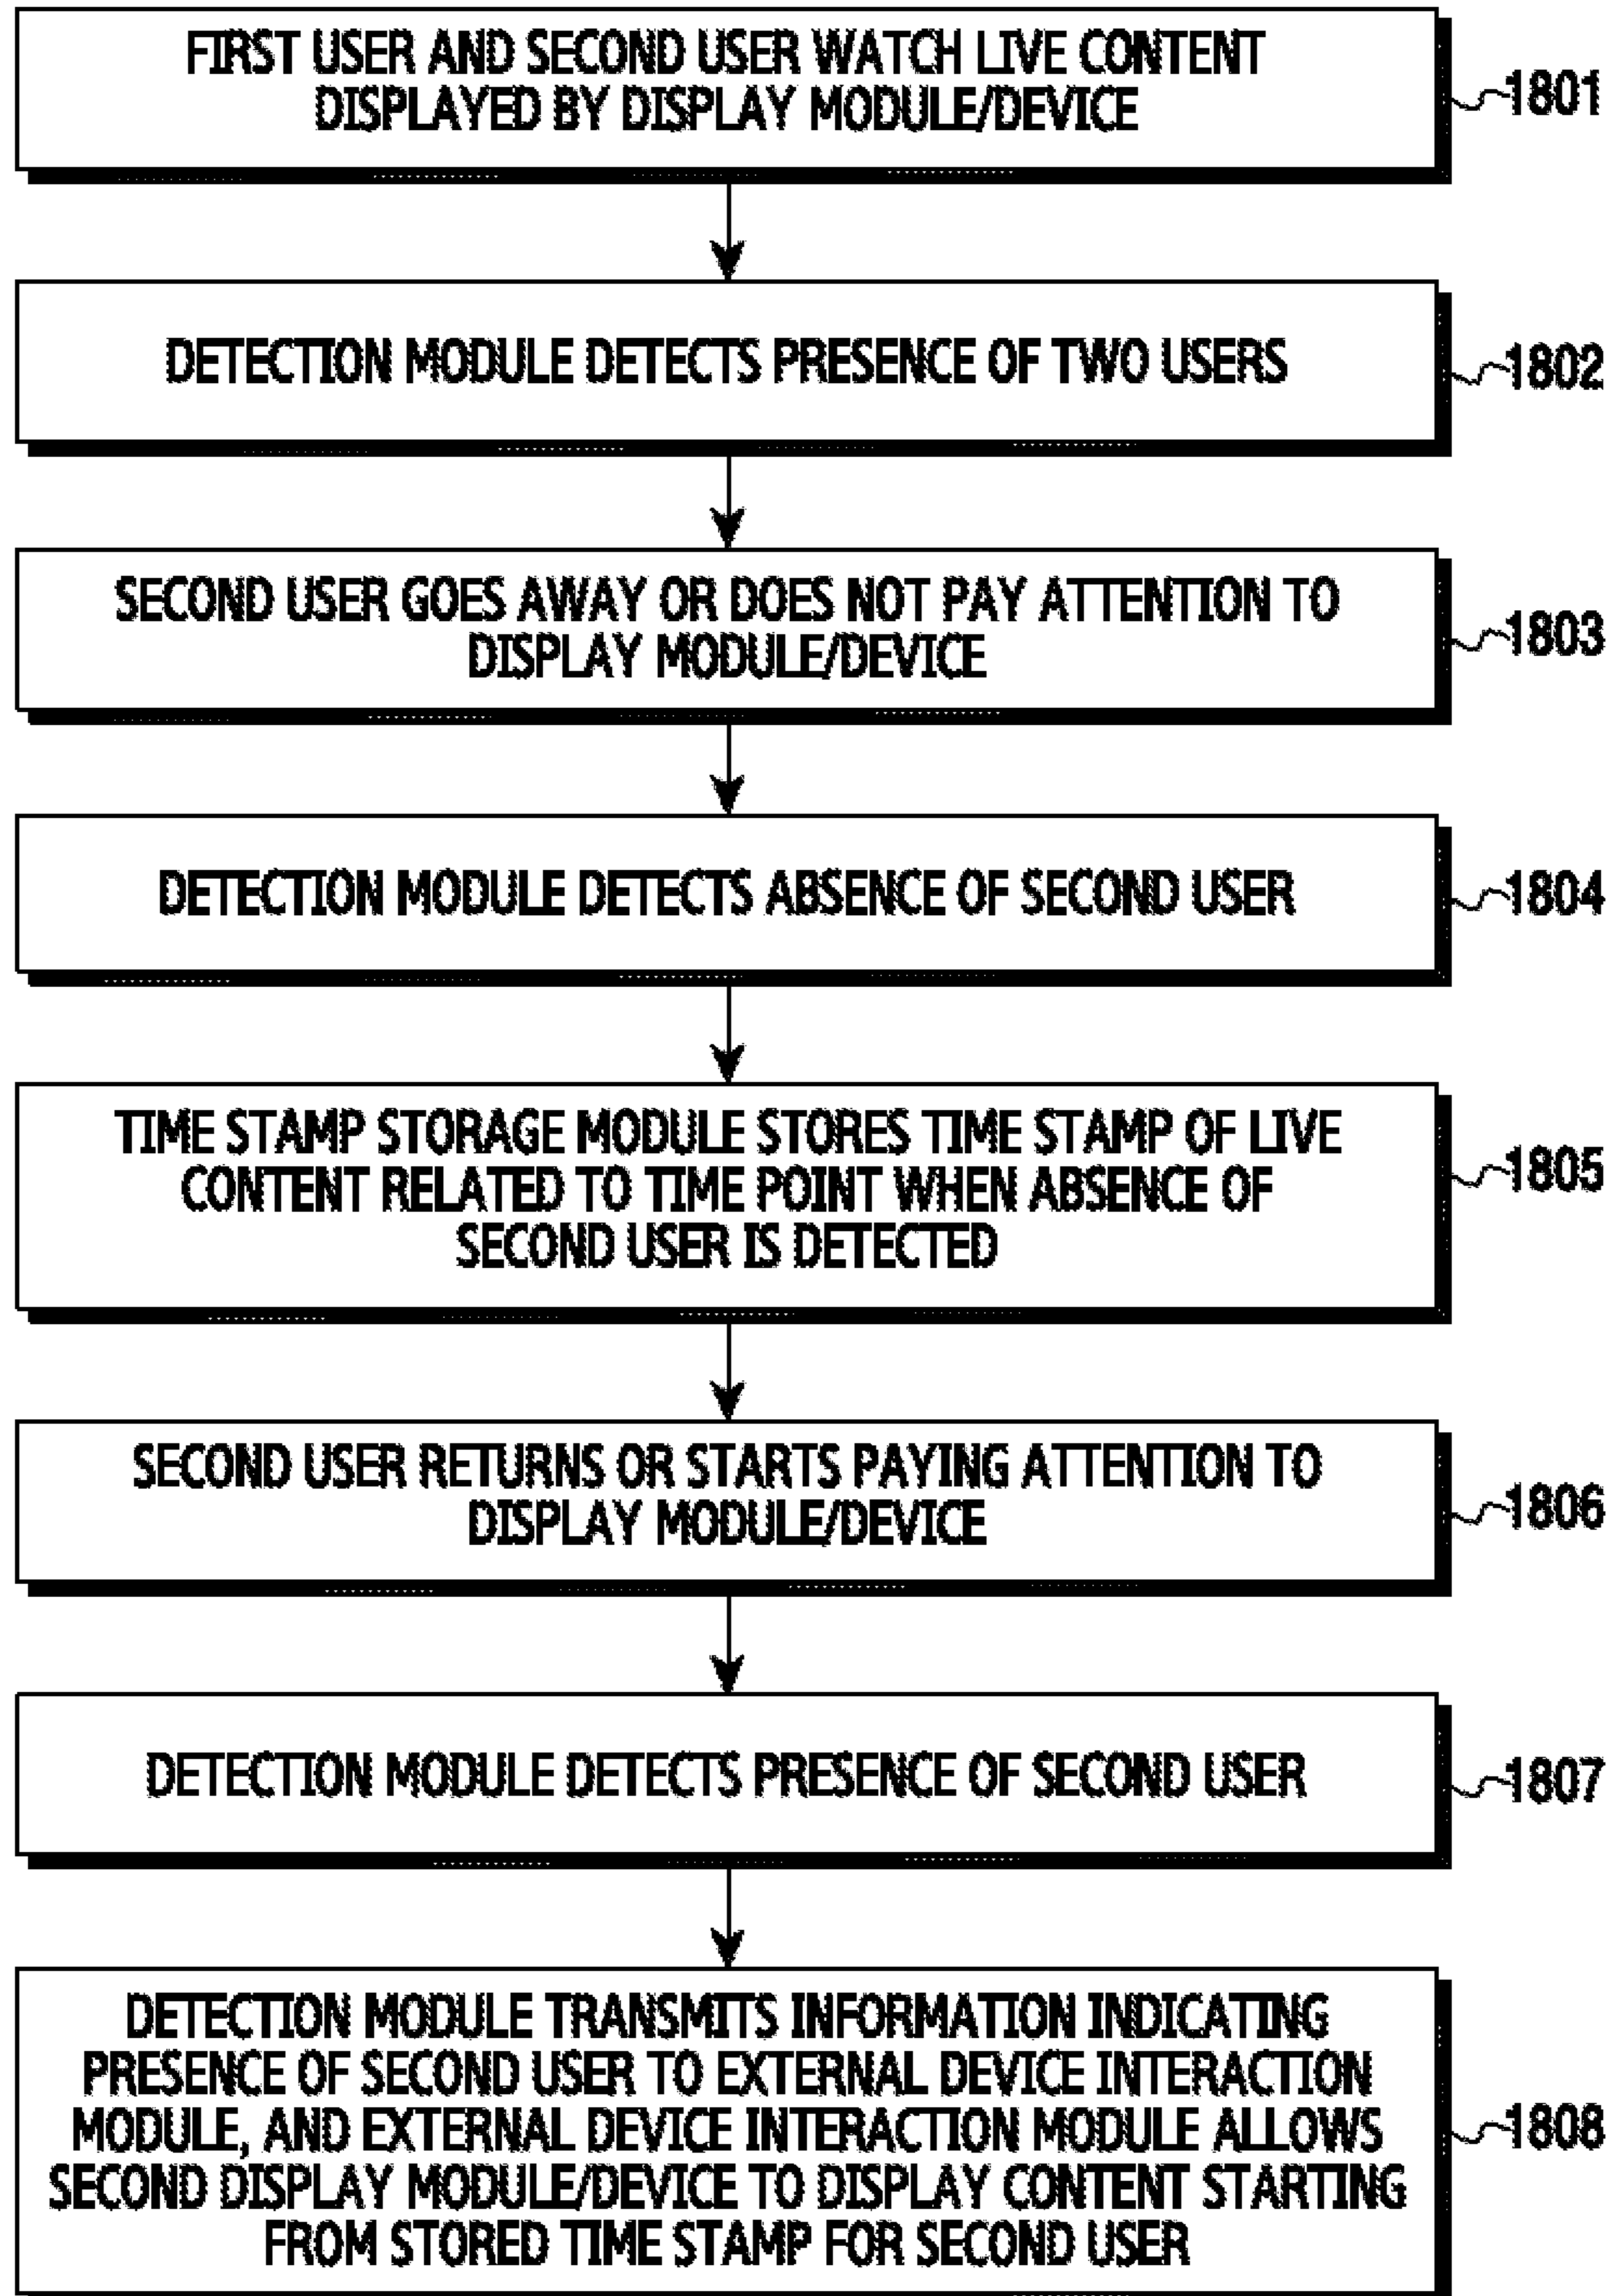 FIRST USER AND SECOND USER WATCH LIVE CONTENT
DISPLAYED BY DISPLAY MODULE/DEVICE
1801
DETECTION MODULE DETECTS PRESENCE OF TWO USERS
1802
SECOND USER GOES AWAY OR DOES NOT PAY ATTENTION TO
DISPLAY MODULE/DEVICE
1803
DETECTION MODULE DETECTS ABSENCE OF SECOND USER
1804
TIME STAMP STORAGE MODULE STORES TIME STAMP OF LIVE
CONTENT RELATED TO TIME POINT WHEN ABSENCE OF
SECOND USER IS DETECTED
1805
SECOND USER RETURNS OR STARTS PAYING ATTENTION TO
DISPLAY MODULE/DEVICE
1806
DETECTION MODULE DETECTS PRESENCE OF SECOND USER
1807
DETECTION MODULE TRANSMITS INFORMATION INDICATING
PRESENCE OF SECOND USER TO EXTERNAL DEVICE INTERACTION
MODULE, AND EXTERNAL DEVICE INTERACTION MODULE ALLOWS
SECOND DISPLAY MODULE/DEVICE TO DISPLAY CONTENT STARTING
FROM STORED TIME STAMP FOR SECOND USER
1808